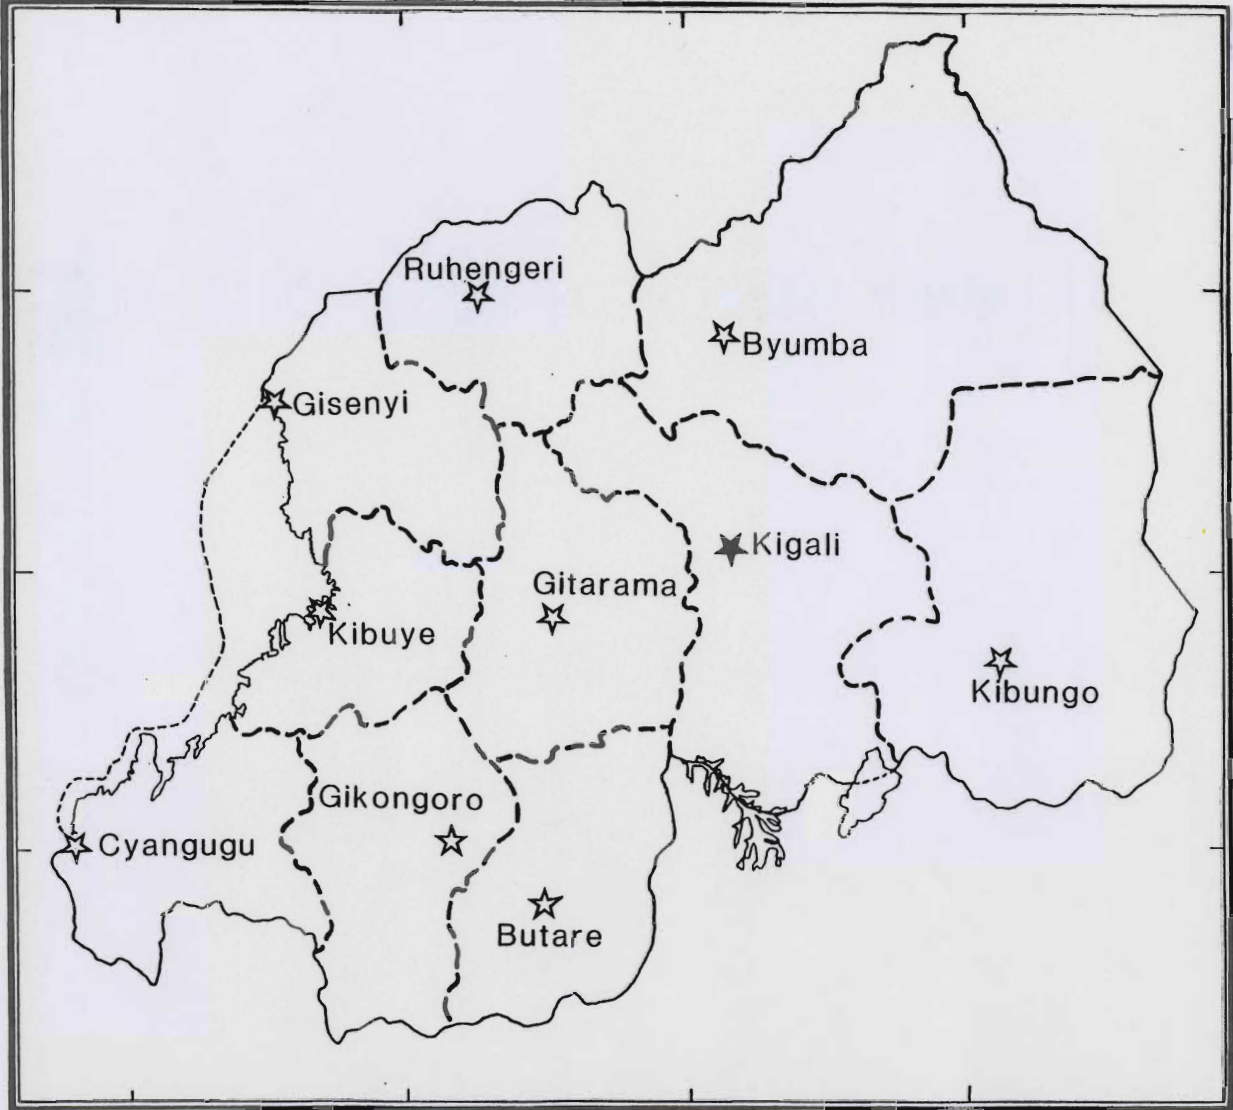 Ruhengeri
Byumba
Gisenyi
Kigali
Gitarama
Kibuye
Kibungo
Gikongoro
Cyangugu
Butare